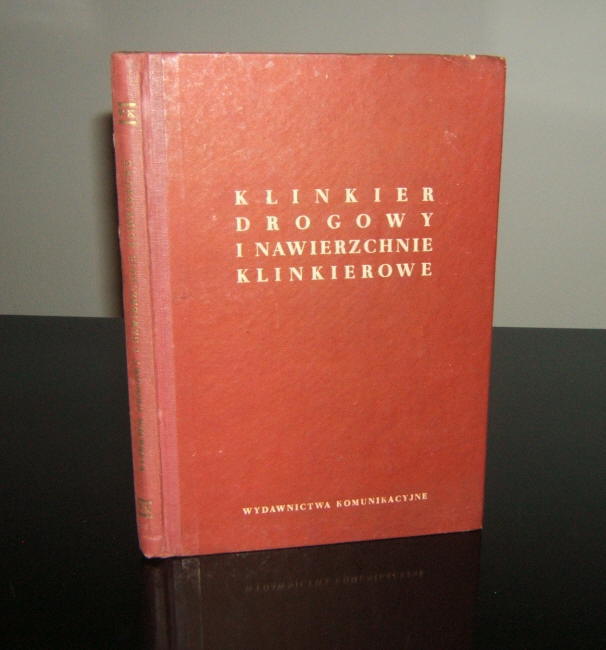 KLINKIER
DROGOWY
I NAWIERZCHNIE
KLINKIEROWE
WYDAWNICTWA KOMUNIKACYJNE